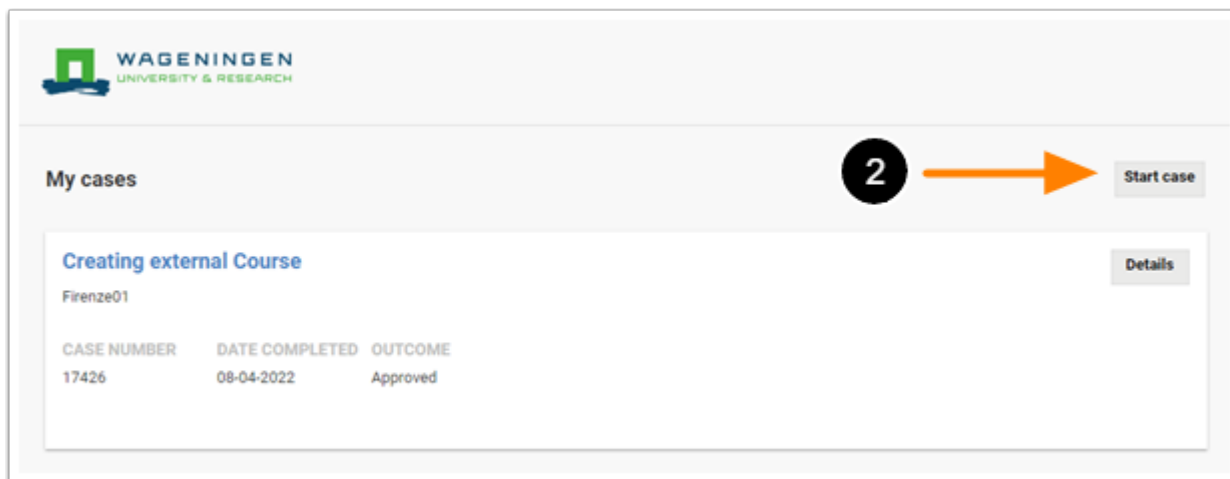 WAGENINGEN
UNIVERSITY & RESEARCH
My cases
2
Start case
Creating external Course
Details
Firenze01
CASE NUMBER DATE COMPLETED OUTCOME
17426 08-04-2022 Approved